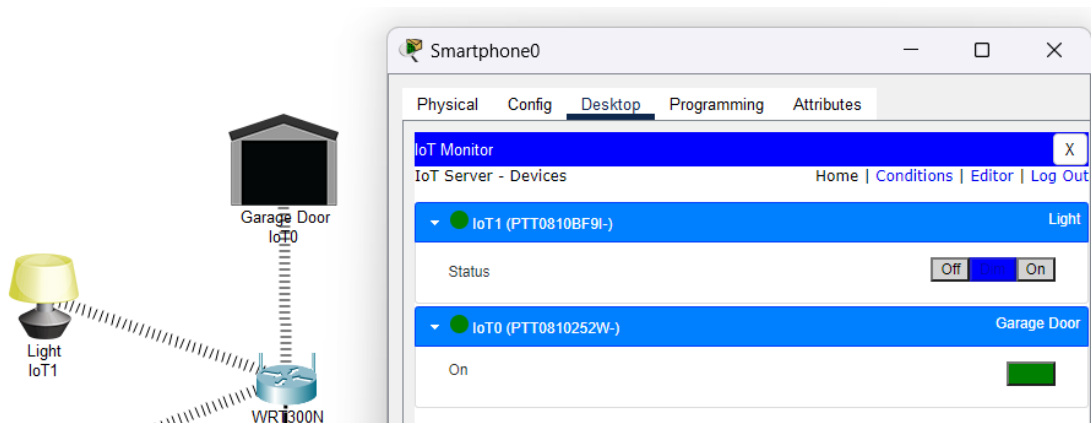 Smartphone0
Physical Config Desktop Programming Attributes
IoT Monitor X
IoT Server - Devices Home | Conditions | Editor | Log Out
IoT1 (PTT0810BF9I-) Light
Status Off Dim On
IoT0 (PTT0810252W-) Garage Door
On
Garage Door
IoT0
Light
IoT1
WRT300N